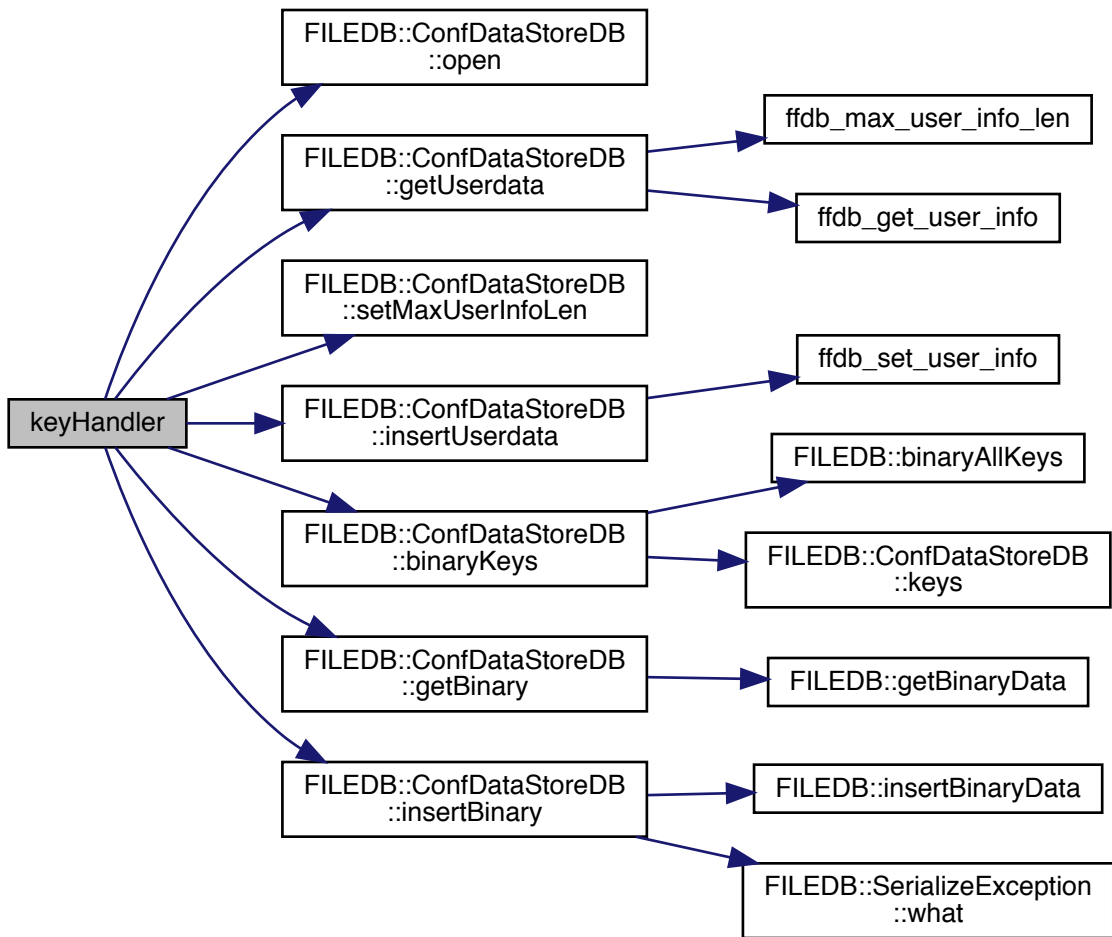 keyHandler
FILEDB::ConfDataStoreDB
::open
FILEDB::ConfDataStoreDB
::getUserdata
FILEDB::ConfDataStoreDB
::setMaxUserInfoLen
FILEDB::ConfDataStoreDB
::insertUserdata
FILEDB::ConfDataStoreDB
::binaryKeys
FILEDB::ConfDataStoreDB
::getBinary
FILEDB::ConfDataStoreDB
::insertBinary
ffdb_max_user_info_len
ffdb_get_user_info
ffdb_set_user_info
FILEDB::binaryAllKeys
FILEDB::ConfDataStoreDB
::keys
FILEDB::getBinaryData
FILEDB::insertBinaryData
FILEDB::SerializeException
::what